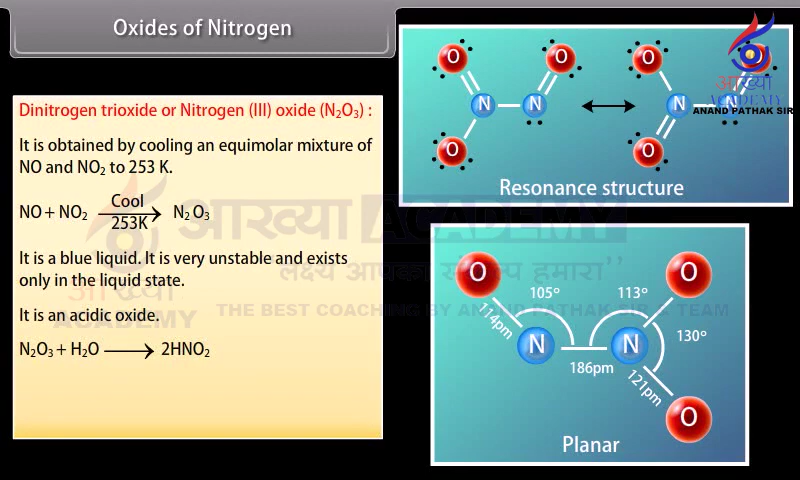 Oxides of Nitrogen
Dinitrogen trioxide or Nitrogen (III) oxide (N₂O₃) :
It is obtained by cooling an equimolar mixture of
NO and NO₂ to 253 K.
Cool
NO + NO₂ ⟶ N₂O₃
253K
It is a blue liquid. It is very unstable and exists
only in the liquid state.
It is an acidic oxide.
N₂O₃ + H₂O ⟶ 2HNO₂
O O O O
N N N N
O O
Resonance structure
आख्या
ACADEMY
ANAND PATHAK SIR
आख्या ACADEMY
लक्ष्य आपका संकल्प हमारा”
आख्या
ACADEMY
THE BEST COACHING BY ANAND PATHAK SIR & TEAM
O O
105° 113°
114pm
N N 130°
186pm
121pm
O
Planar